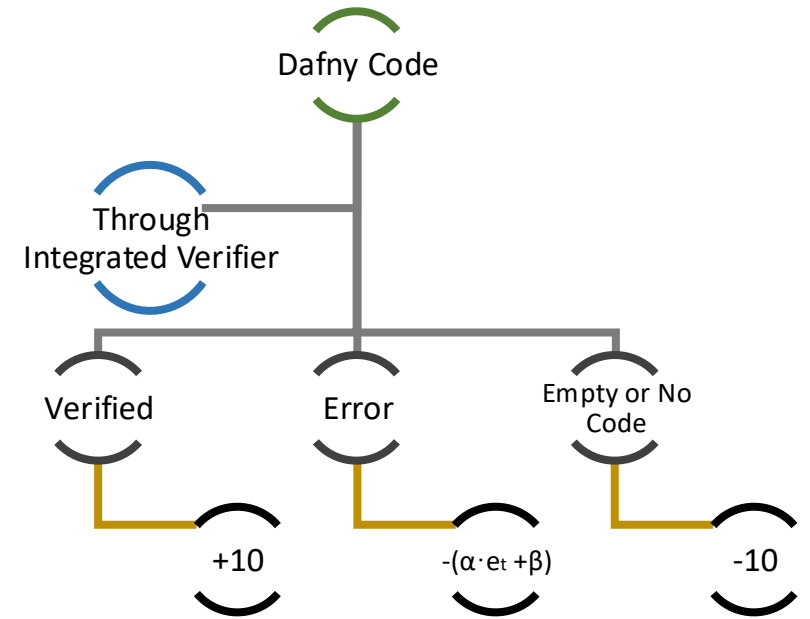 Dafny Code
Through
Integrated Verifier
Verified
Error
Empty or No
Code
+10
-(α·eₜ +β)
-10